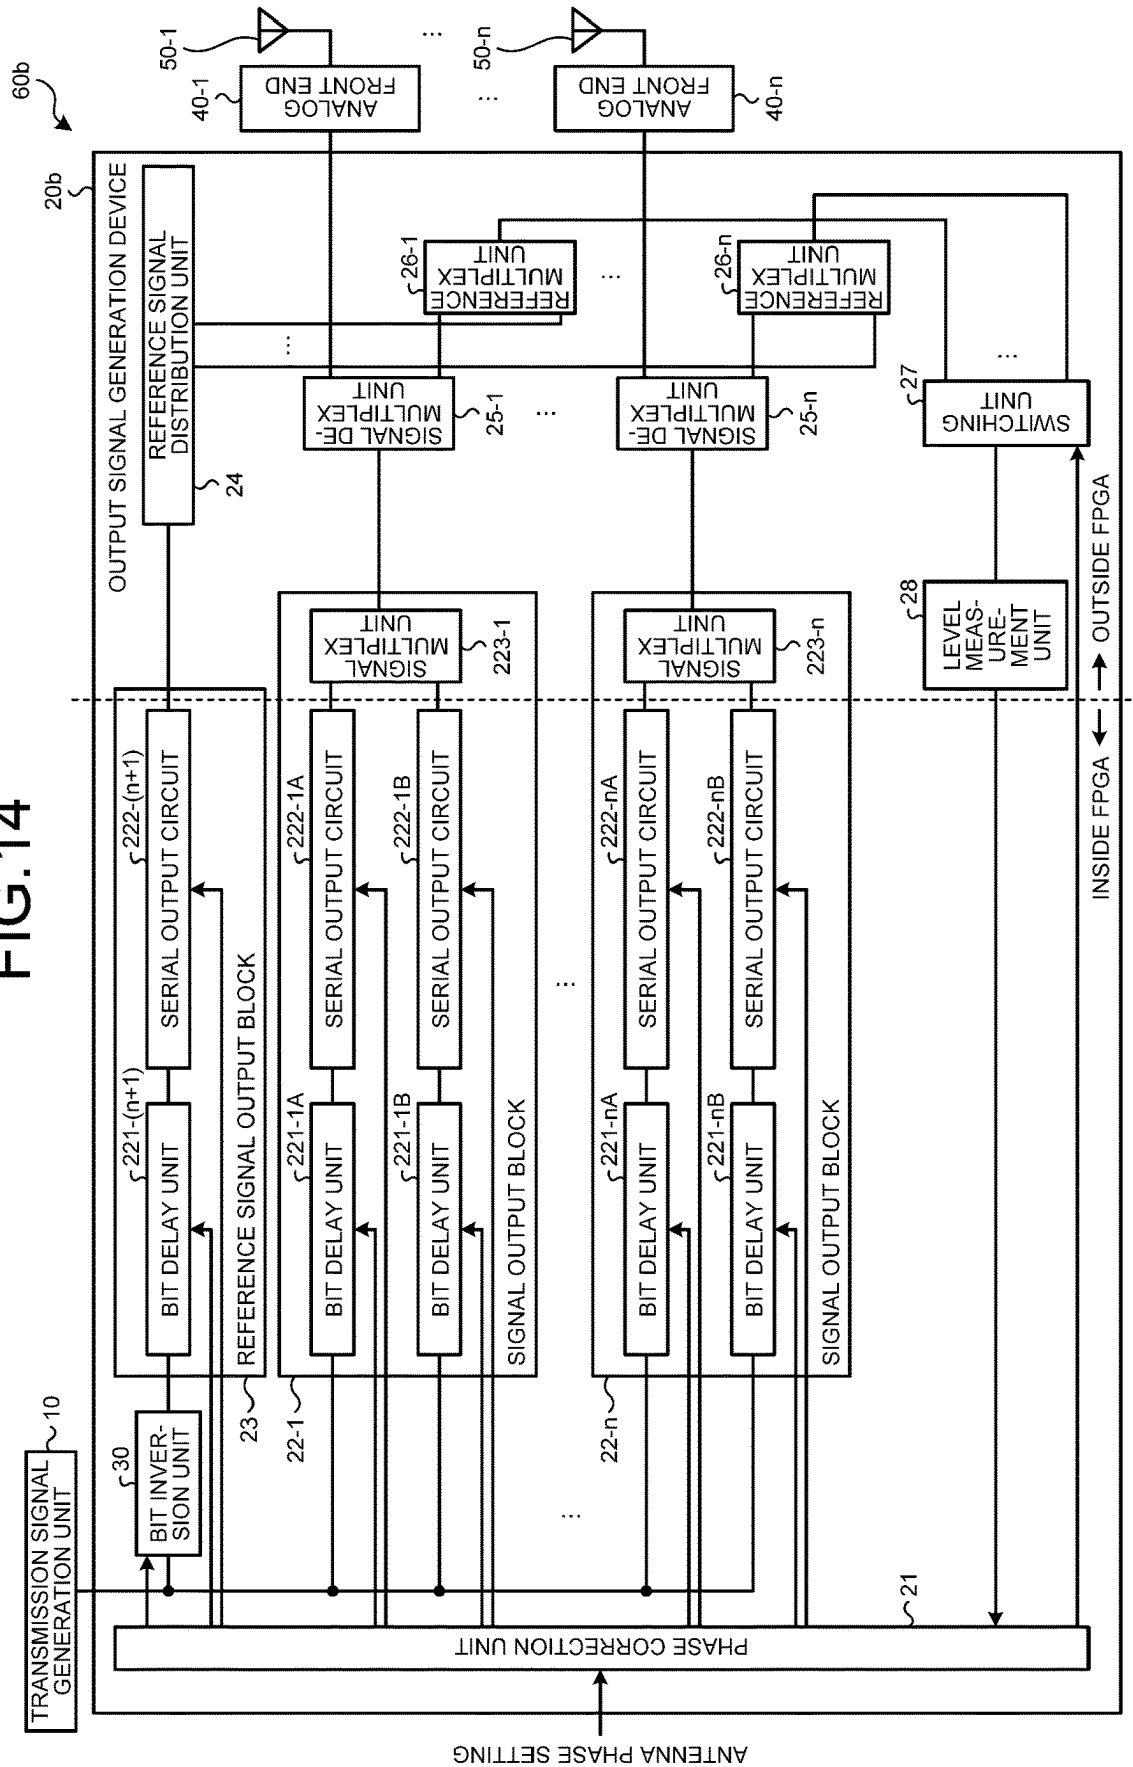 FIG.14
60b
TRANSMISSION SIGNAL
GENERATION UNIT
10
20b
OUTPUT SIGNAL GENERATION DEVICE
ANTENNA PHASE SETTING
PHASE CORRECTION UNIT
21
30
BIT INVER-
SION UNIT
23
REFERENCE SIGNAL OUTPUT BLOCK
221-(n+1)
BIT DELAY UNIT
222-(n+1)
SERIAL OUTPUT CIRCUIT
24
REFERENCE SIGNAL
DISTRIBUTION UNIT
22-1
SIGNAL OUTPUT BLOCK
221-1A
BIT DELAY UNIT
222-1A
SERIAL OUTPUT CIRCUIT
221-1B
BIT DELAY UNIT
222-1B
SERIAL OUTPUT CIRCUIT
SIGNAL
MULTIPLEX
UNIT
223-1
SIGNAL DE-
MULTIPLEX
UNIT
25-1
26-1
REFERENCE
MULTIPLEX
UNIT
40-1
ANALOG
FRONT END
50-1
...
...
...
...
...
...
...
...
22-n
SIGNAL OUTPUT BLOCK
221-nA
BIT DELAY UNIT
222-nA
SERIAL OUTPUT CIRCUIT
221-nB
BIT DELAY UNIT
222-nB
SERIAL OUTPUT CIRCUIT
SIGNAL
MULTIPLEX
UNIT
223-n
SIGNAL DE-
MULTIPLEX
UNIT
25-n
26-n
REFERENCE
MULTIPLEX
UNIT
40-n
ANALOG
FRONT END
50-n
28
LEVEL
MEAS-
URE-
MENT
UNIT
27
SWITCHING
UNIT
INSIDE FPGA
OUTSIDE FPGA